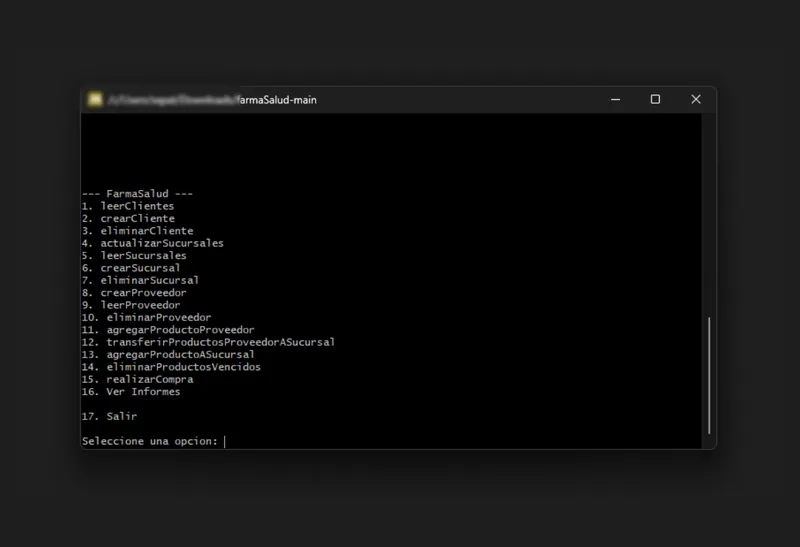 farmaSalud-main
--- FarmaSalud ---
1. leerClientes
2. crearCliente
3. eliminarCliente
4. actualizarSucursales
5. leerSucursales
6. crearSucursal
7. eliminarSucursal
8. crearProveedor
9. leerProveedor
10. eliminarProveedor
11. agregarProductoProveedor
12. transferirProductosProveedorASucursal
13. agregarProductoASucursal
14. eliminarProductosVencidos
15. realizarCompra
16. Ver Informes
17. Salir
Seleccione una opcion: